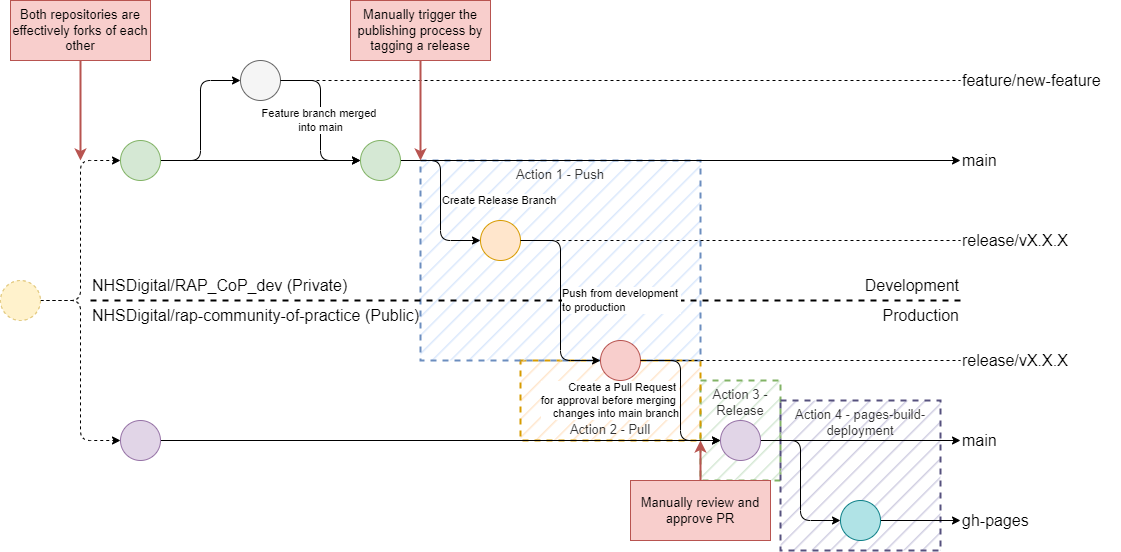 Both repositories are
effectively forks of each
other
Manually trigger the
publishing process by
tagging a release
feature/new-feature
Feature branch merged
into main
main
Action 1 - Push
Create Release Branch
release/vX.X.X
NHSDigital/RAP_CoP_dev (Private)
Development
Push from development
to production
NHSDigital/rap-community-of-practice (Public)
Production
release/vX.X.X
Create a Pull Request
for approval before merging
changes into main branch
Action 2 - Pull
Action 3 -
Release
Action 4 - pages-build-
deployment
main
Manually review and
approve PR
gh-pages